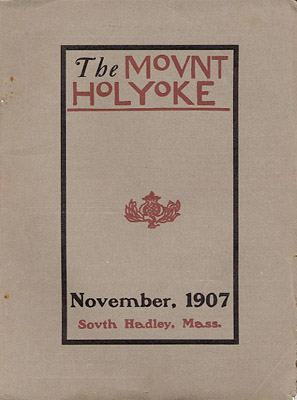 The MOVNT
HOLYOKE
November, 1907
Sovth Hadley, Mass.